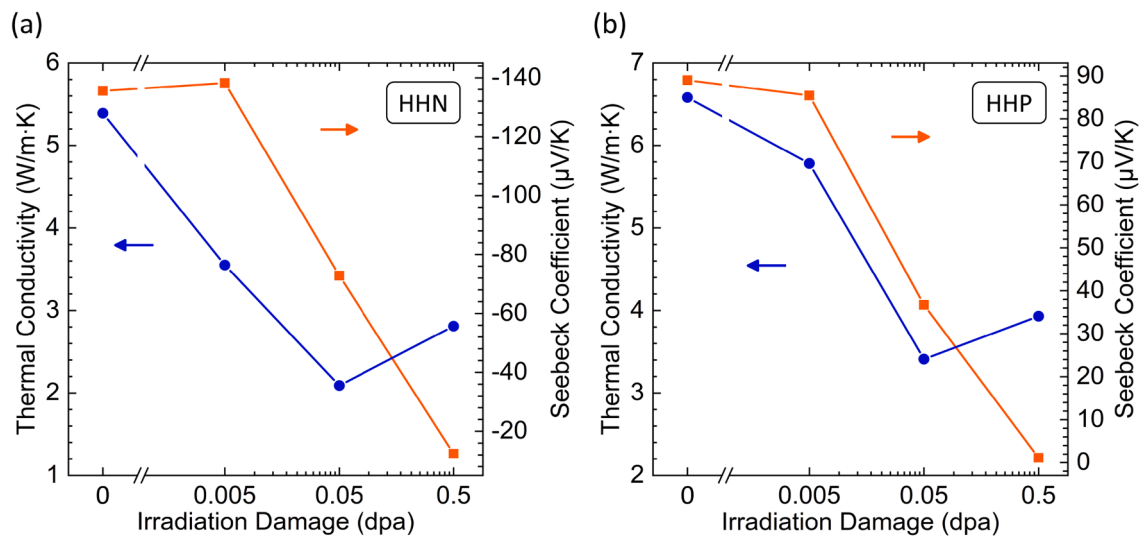 (a)
HHN
Thermal Conductivity (W/m·K)
6
5
4
3
2
1
Seebeck Coefficient (μV/K)
-140
-120
-100
-80
-60
-40
-20
0 0.005 0.05 0.5
Irradiation Damage (dpa)
(b)
HHP
Thermal Conductivity (W/m·K)
7
6
5
4
3
2
Seebeck Coefficient (μV/K)
90
80
70
60
50
40
30
20
10
0
0 0.005 0.05 0.5
Irradiation Damage (dpa)